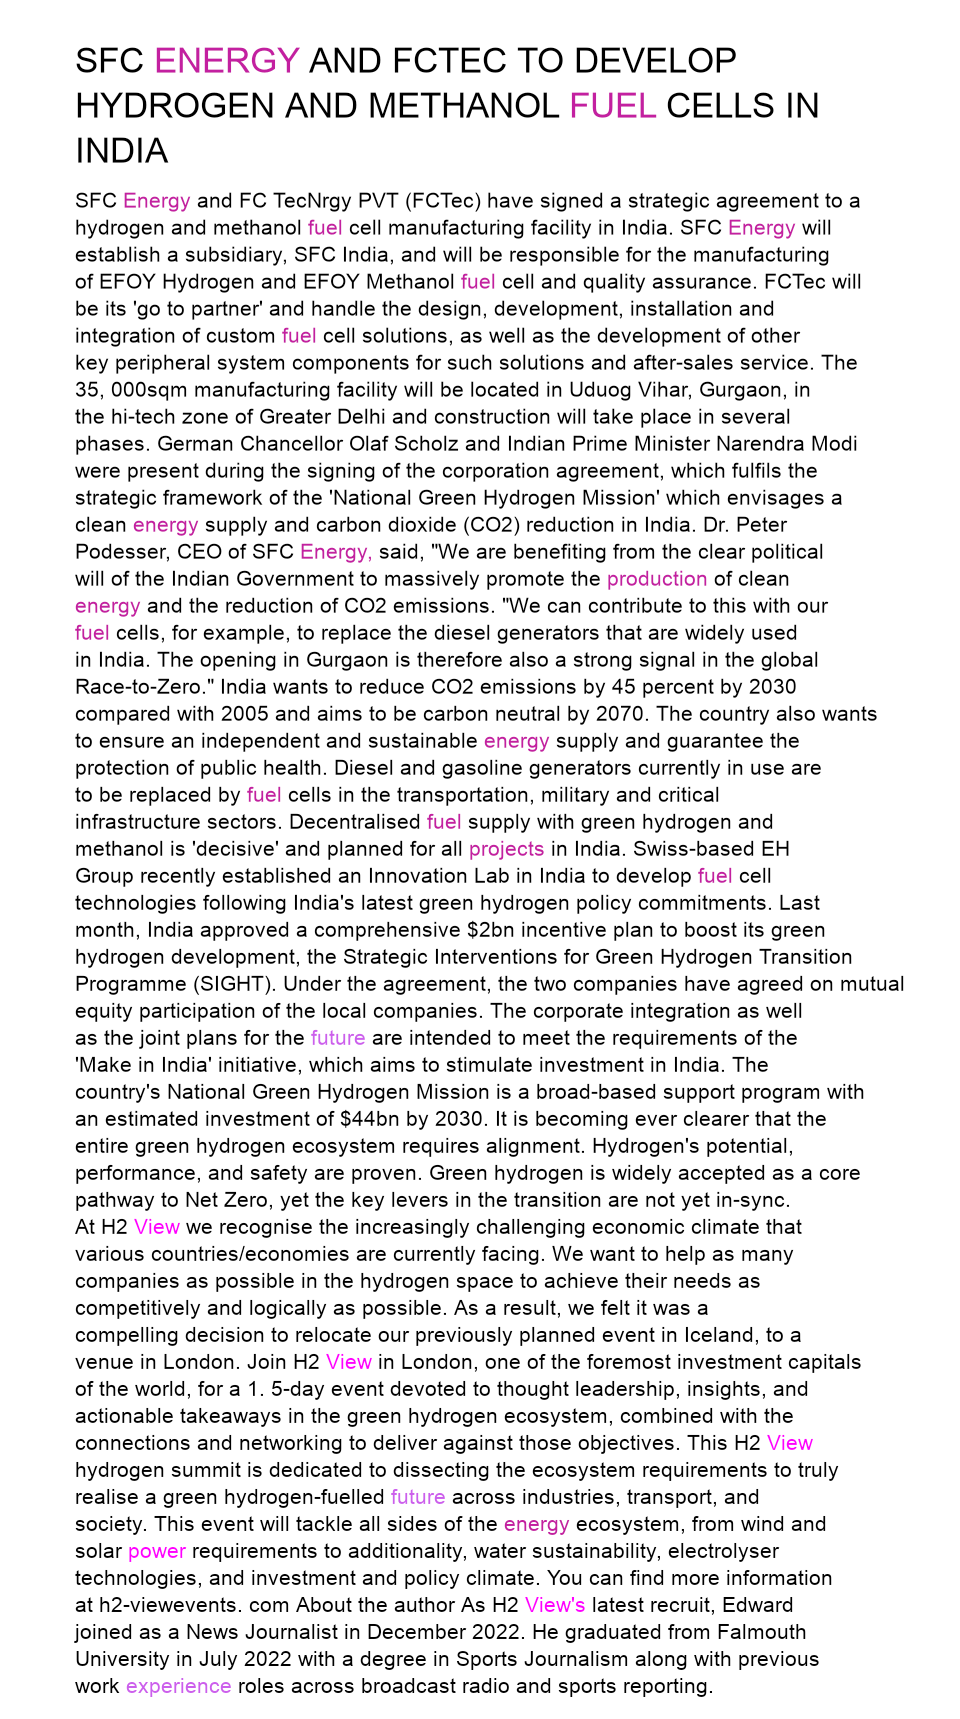 SFC ENERGY AND FCTEC TO DEVELOP
HYDROGEN AND METHANOL FUEL CELLS IN
INDIA
SFC Energy and FC TecNrgy PVT (FCTec) have signed a strategic agreement to a
hydrogen and methanol fuel cell manufacturing facility in India. SFC Energy will
establish a subsidiary, SFC India, and will be responsible for the manufacturing
of EFOY Hydrogen and EFOY Methanol fuel cell and quality assurance. FCTec will
be its 'go to partner' and handle the design, development, installation and
integration of custom fuel cell solutions, as well as the development of other
key peripheral system components for such solutions and after-sales service. The
35, 000sqm manufacturing facility will be located in Uduog Vihar, Gurgaon, in
the hi-tech zone of Greater Delhi and construction will take place in several
phases. German Chancellor Olaf Scholz and Indian Prime Minister Narendra Modi
were present during the signing of the corporation agreement, which fulfils the
strategic framework of the 'National Green Hydrogen Mission' which envisages a
clean energy supply and carbon dioxide (CO2) reduction in India. Dr. Peter
Podesser, CEO of SFC Energy, said, "We are benefiting from the clear political
will of the Indian Government to massively promote the production of clean
energy and the reduction of CO2 emissions. "We can contribute to this with our
fuel cells, for example, to replace the diesel generators that are widely used
in India. The opening in Gurgaon is therefore also a strong signal in the global
Race-to-Zero." India wants to reduce CO2 emissions by 45 percent by 2030
compared with 2005 and aims to be carbon neutral by 2070. The country also wants
to ensure an independent and sustainable energy supply and guarantee the
protection of public health. Diesel and gasoline generators currently in use are
to be replaced by fuel cells in the transportation, military and critical
infrastructure sectors. Decentralised fuel supply with green hydrogen and
methanol is 'decisive' and planned for all projects in India. Swiss-based EH
Group recently established an Innovation Lab in India to develop fuel cell
technologies following India's latest green hydrogen policy commitments. Last
month, India approved a comprehensive $2bn incentive plan to boost its green
hydrogen development, the Strategic Interventions for Green Hydrogen Transition
Programme (SIGHT). Under the agreement, the two companies have agreed on mutual
equity participation of the local companies. The corporate integration as well
as the joint plans for the future are intended to meet the requirements of the
'Make in India' initiative, which aims to stimulate investment in India. The
country's National Green Hydrogen Mission is a broad-based support program with
an estimated investment of $44bn by 2030. It is becoming ever clearer that the
entire green hydrogen ecosystem requires alignment. Hydrogen's potential,
performance, and safety are proven. Green hydrogen is widely accepted as a core
pathway to Net Zero, yet the key levers in the transition are not yet in-sync.
At H2 View we recognise the increasingly challenging economic climate that
various countries/economies are currently facing. We want to help as many
companies as possible in the hydrogen space to achieve their needs as
competitively and logically as possible. As a result, we felt it was a
compelling decision to relocate our previously planned event in Iceland, to a
venue in London. Join H2 View in London, one of the foremost investment capitals
of the world, for a 1. 5-day event devoted to thought leadership, insights, and
actionable takeaways in the green hydrogen ecosystem, combined with the
connections and networking to deliver against those objectives. This H2 View
hydrogen summit is dedicated to dissecting the ecosystem requirements to truly
realise a green hydrogen-fuelled future across industries, transport, and
society. This event will tackle all sides of the energy ecosystem, from wind and
solar power requirements to additionality, water sustainability, electrolyser
technologies, and investment and policy climate. You can find more information
at h2-viewevents. com About the author As H2 View's latest recruit, Edward
joined as a News Journalist in December 2022. He graduated from Falmouth
University in July 2022 with a degree in Sports Journalism along with previous
work experience roles across broadcast radio and sports reporting.